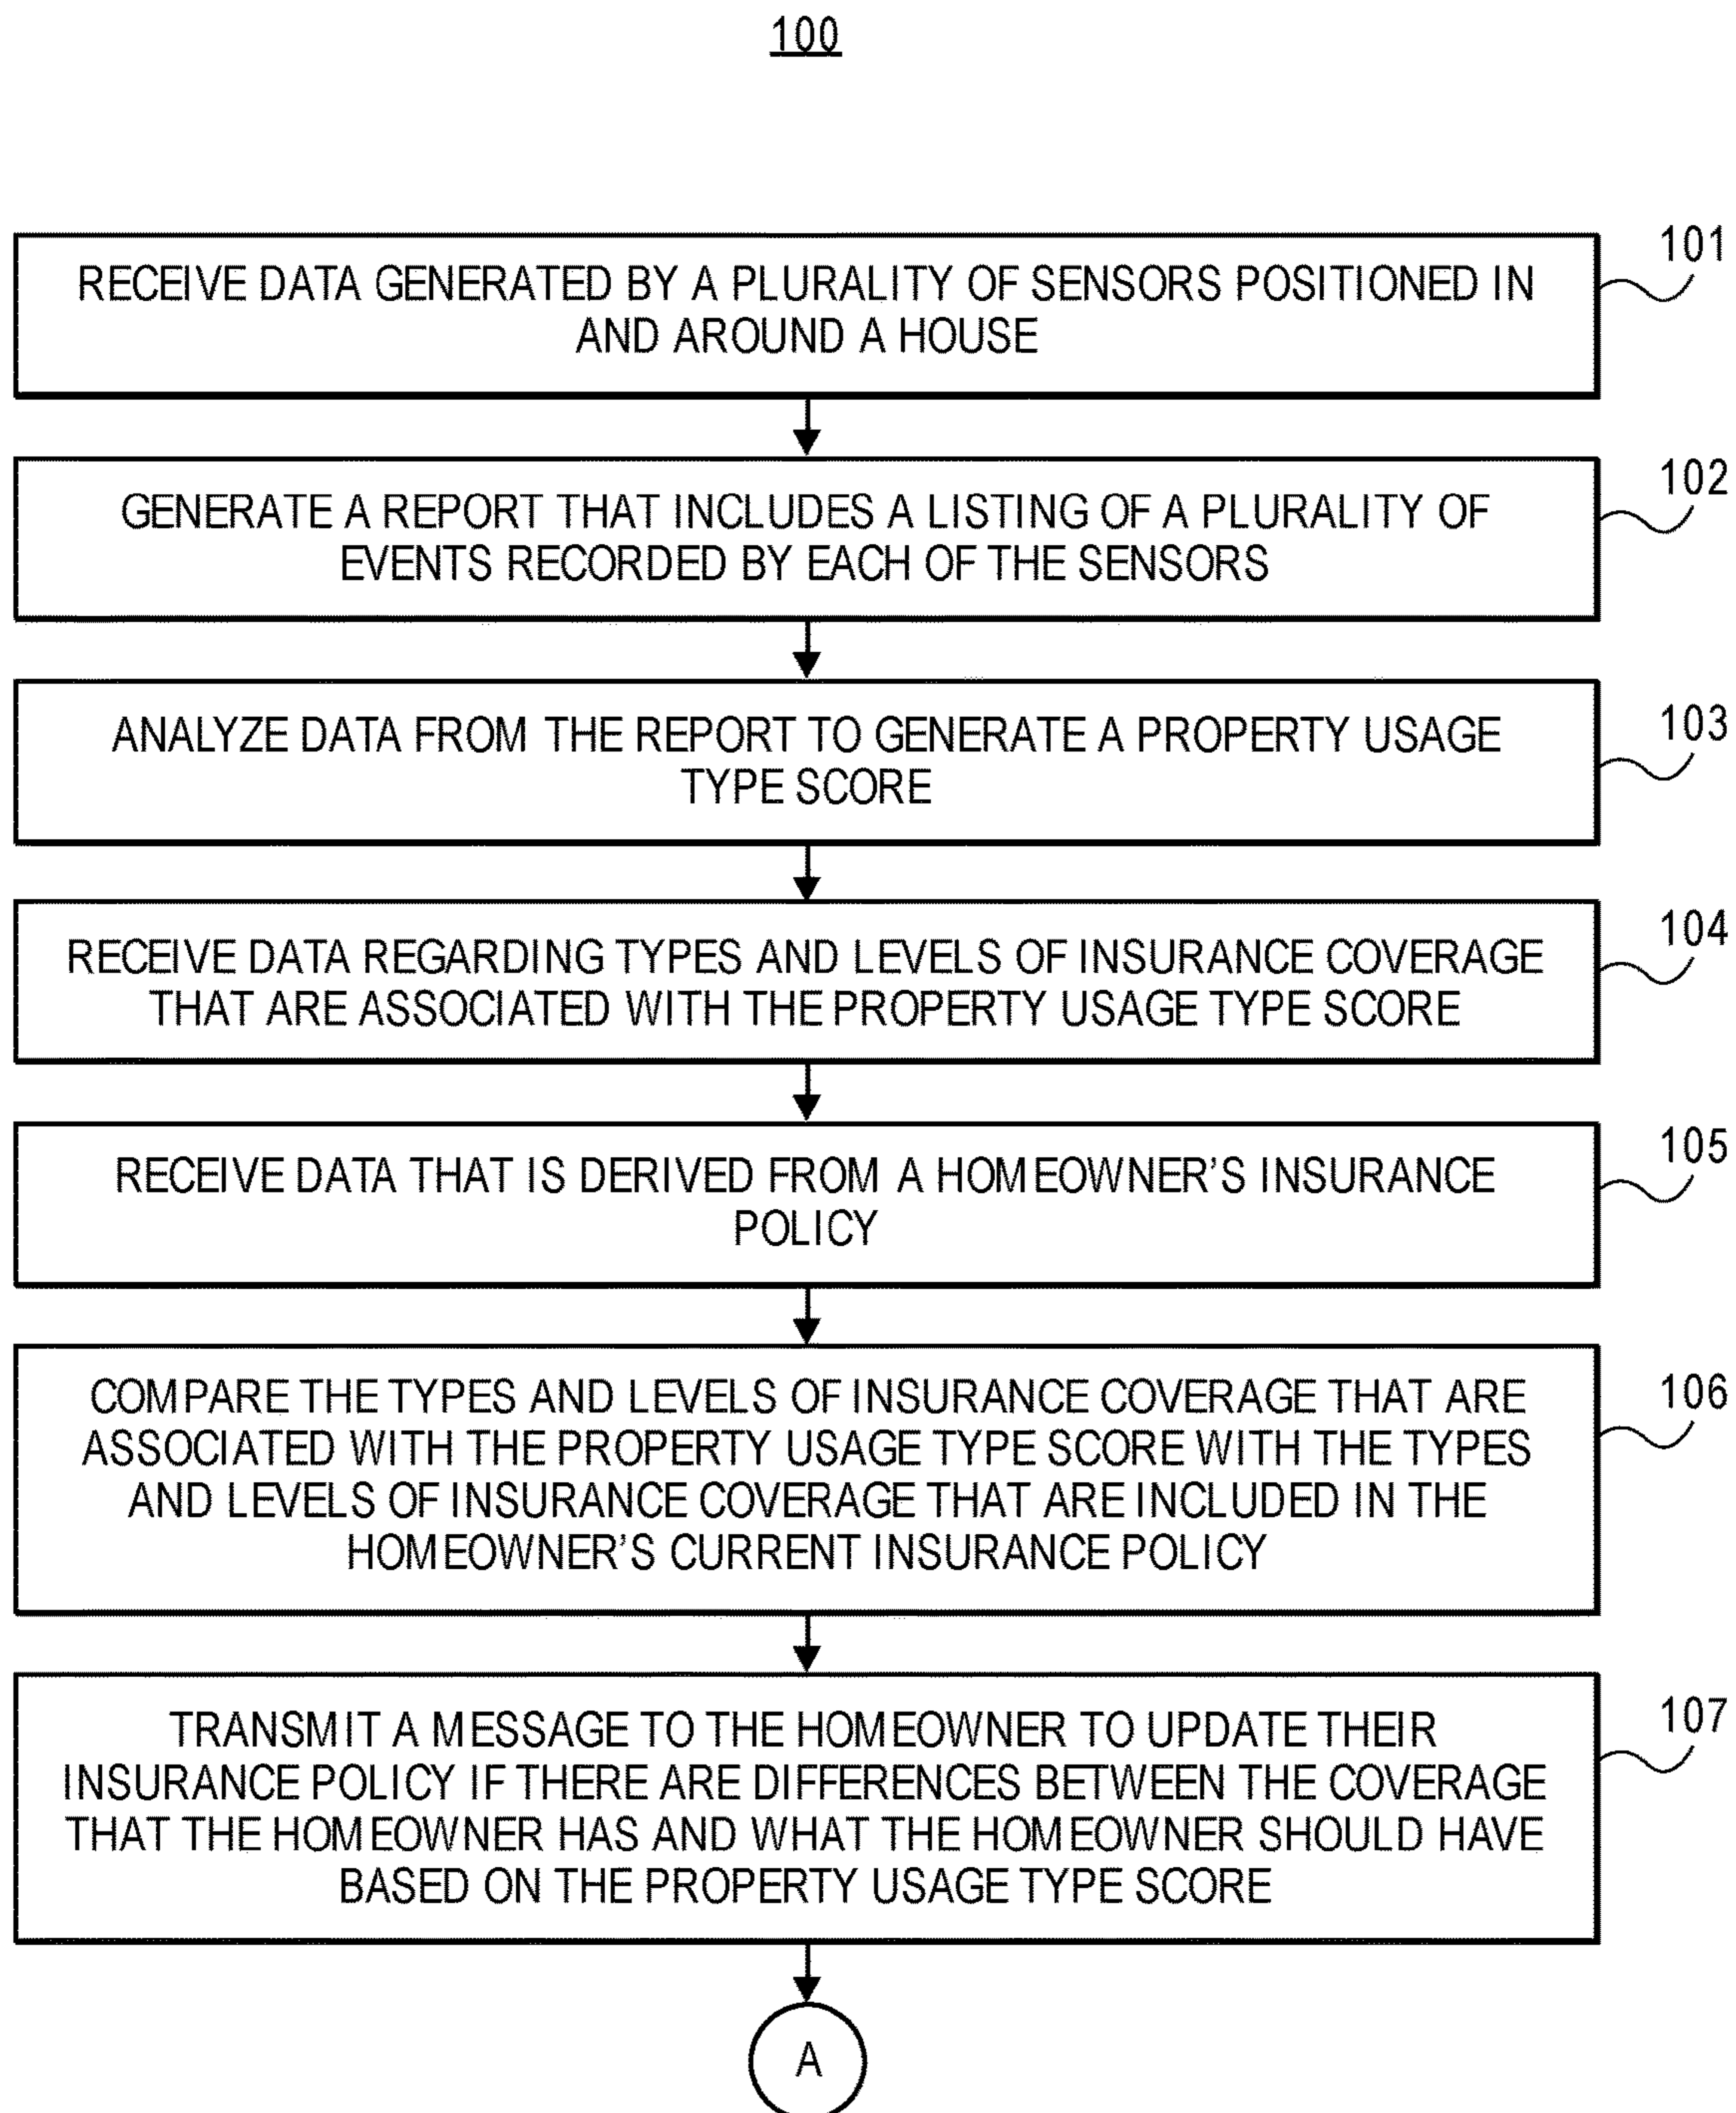 100
101
RECEIVE DATA GENERATED BY A PLURALITY OF SENSORS POSITIONED IN
AND AROUND A HOUSE
102
GENERATE A REPORT THAT INCLUDES A LISTING OF A PLURALITY OF
EVENTS RECORDED BY EACH OF THE SENSORS
103
ANALYZE DATA FROM THE REPORT TO GENERATE A PROPERTY USAGE
TYPE SCORE
104
RECEIVE DATA REGARDING TYPES AND LEVELS OF INSURANCE COVERAGE
THAT ARE ASSOCIATED WITH THE PROPERTY USAGE TYPE SCORE
105
RECEIVE DATA THAT IS DERIVED FROM A HOMEOWNER’S INSURANCE
POLICY
106
COMPARE THE TYPES AND LEVELS OF INSURANCE COVERAGE THAT ARE
ASSOCIATED WITH THE PROPERTY USAGE TYPE SCORE WITH THE TYPES
AND LEVELS OF INSURANCE COVERAGE THAT ARE INCLUDED IN THE
HOMEOWNER’S CURRENT INSURANCE POLICY
107
TRANSMIT A MESSAGE TO THE HOMEOWNER TO UPDATE THEIR
INSURANCE POLICY IF THERE ARE DIFFERENCES BETWEEN THE COVERAGE
THAT THE HOMEOWNER HAS AND WHAT THE HOMEOWNER SHOULD HAVE
BASED ON THE PROPERTY USAGE TYPE SCORE
A